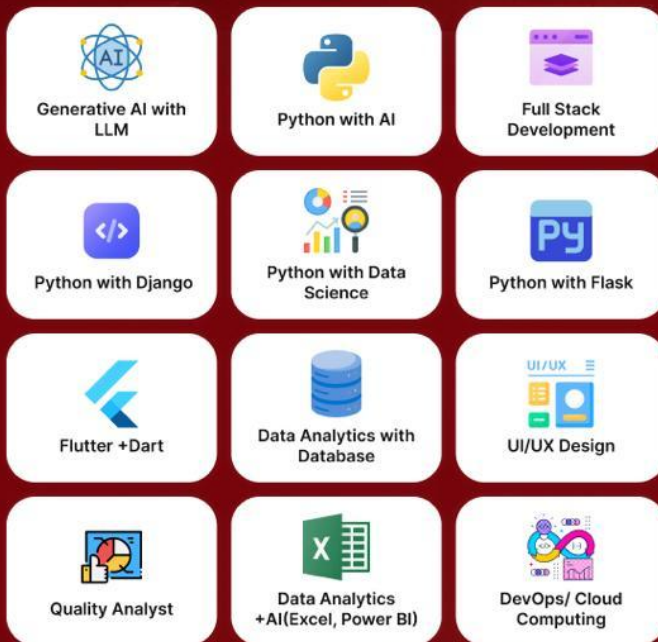 AI
Generative AI with
LLM
Python with AI
Full Stack
Development
</>
Python with Django
Python with Data
Science
Py
Python with Flask
Flutter +Dart
Data Analytics with
Database
UI/UX
UI/UX Design
Quality Analyst
X
Data Analytics
+AI(Excel, Power BI)
DevOps/ Cloud
Computing